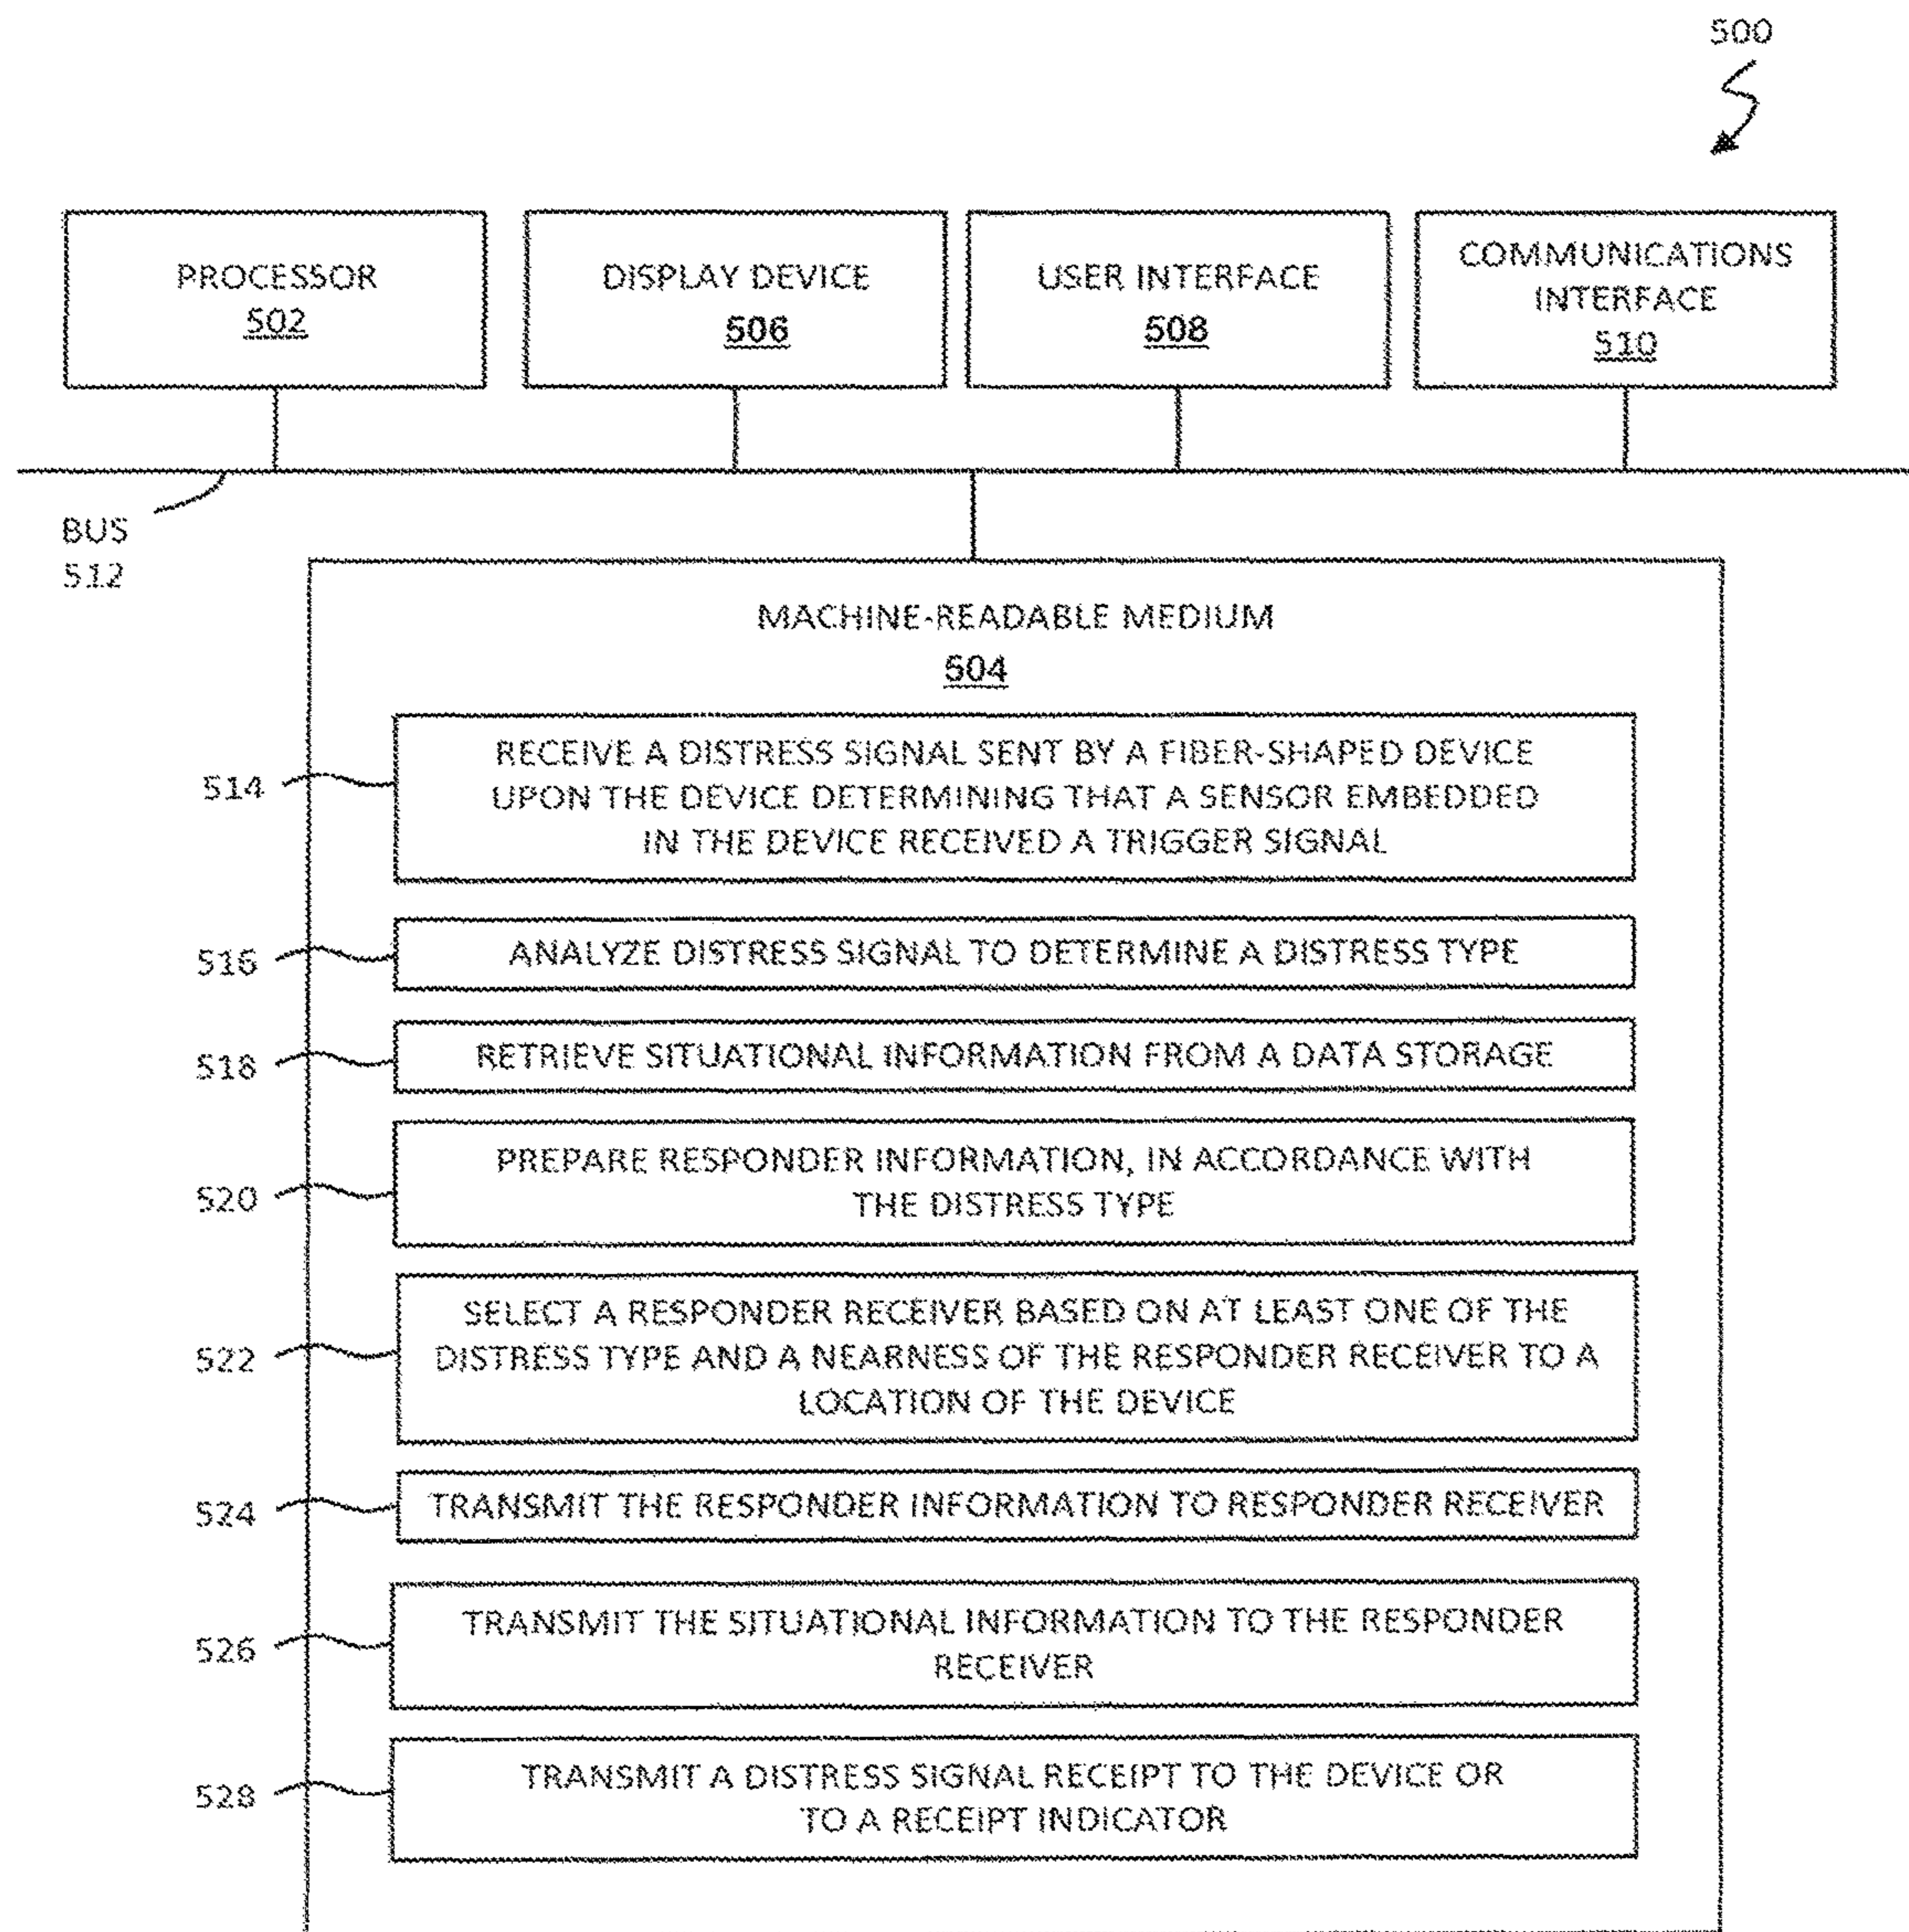 500
PROCESSOR
502
DISPLAY DEVICE
506
USER INTERFACE
508
COMMUNICATIONS
INTERFACE
510
BUS
512
MACHINE-READABLE MEDIUM
504
514
RECEIVE A DISTRESS SIGNAL SENT BY A FIBER-SHAPED DEVICE
UPON THE DEVICE DETERMINING THAT A SENSOR EMBEDDED
IN THE DEVICE RECEIVED A TRIGGER SIGNAL
516
ANALYZE DISTRESS SIGNAL TO DETERMINE A DISTRESS TYPE
518
RETRIEVE SITUATIONAL INFORMATION FROM A DATA STORAGE
520
PREPARE RESPONDER INFORMATION, IN ACCORDANCE WITH
THE DISTRESS TYPE
522
SELECT A RESPONDER RECEIVER BASED ON AT LEAST ONE OF THE
DISTRESS TYPE AND A NEARNESS OF THE RESPONDER RECEIVER TO A
LOCATION OF THE DEVICE
524
TRANSMIT THE RESPONDER INFORMATION TO RESPONDER RECEIVER
526
TRANSMIT THE SITUATIONAL INFORMATION TO THE RESPONDER
RECEIVER
528
TRANSMIT A DISTRESS SIGNAL RECEIPT TO THE DEVICE OR
TO A RECEIPT INDICATOR